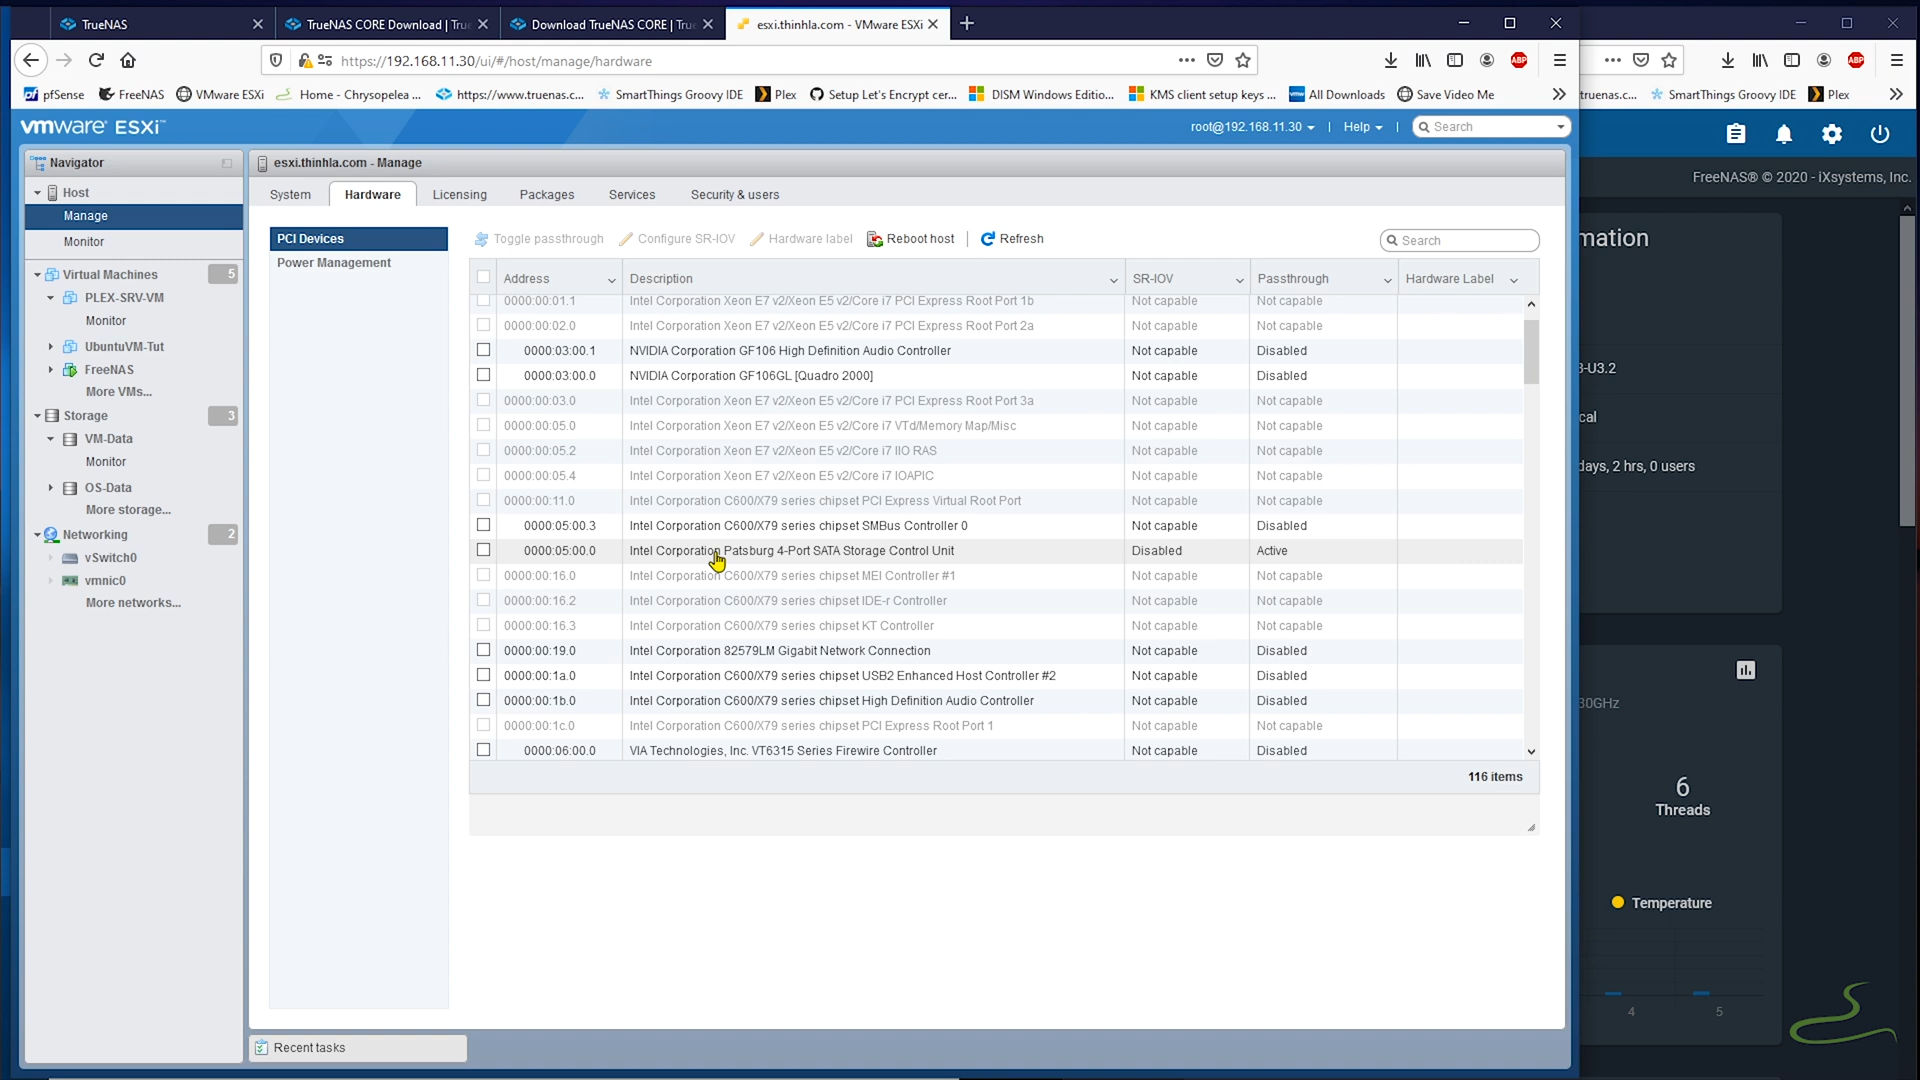 TrueNAS
TrueNAS CORE Download | True
Download TrueNAS CORE | True
esxi.thinhla.com - VMware ESXi
https://192.168.11.30/ui/#/host/manage/hardware
ABP
ABP
pfSense
FreeNAS
VMware ESXi
Home - Chrysopelea ...
https://www.truenas.c...
SmartThings Groovy IDE
Plex
Setup Let's Encrypt cer...
DISM Windows Editio...
KMS client setup keys ...
All Downloads
Save Video Me
truenas.c...
SmartThings Groovy IDE
Plex
vmware ESXi™
root@192.168.11.30
|
Help
|
Search
FreeNAS® © 2020 - iXsystems, Inc.
Navigator
Host
Manage
Monitor
Virtual Machines 5
PLEX-SRV-VM
Monitor
UbuntuVM-Tut
FreeNAS
More VMs...
Storage 3
VM-Data
Monitor
OS-Data
More storage...
Networking 2
vSwitch0
vmnic0
More networks...
esxi.thinhla.com - Manage
System Hardware Licensing Packages Services Security & users
PCI Devices
Power Management
Toggle passthrough Configure SR-IOV Hardware label Reboot host | Refresh
Search
Address Description SR-IOV Passthrough Hardware Label
0000:00:01.1 Intel Corporation Xeon E7 v2/Xeon E5 v2/Core i7 PCI Express Root Port 1b Not capable Not capable
0000:00:02.0 Intel Corporation Xeon E7 v2/Xeon E5 v2/Core i7 PCI Express Root Port 2a Not capable Not capable
0000:03:00.1 NVIDIA Corporation GF106 High Definition Audio Controller Not capable Disabled
0000:03:00.0 NVIDIA Corporation GF106GL [Quadro 2000] Not capable Disabled
0000:00:03.0 Intel Corporation Xeon E7 v2/Xeon E5 v2/Core i7 PCI Express Root Port 3a Not capable Not capable
0000:00:05.0 Intel Corporation Xeon E7 v2/Xeon E5 v2/Core i7 VTd/Memory Map/Misc Not capable Not capable
0000:00:05.2 Intel Corporation Xeon E7 v2/Xeon E5 v2/Core i7 IIO RAS Not capable Not capable
0000:00:05.4 Intel Corporation Xeon E7 v2/Xeon E5 v2/Core i7 IOAPIC Not capable Not capable
0000:00:11.0 Intel Corporation C600/X79 series chipset PCI Express Virtual Root Port Not capable Not capable
0000:05:00.3 Intel Corporation C600/X79 series chipset SMBus Controller 0 Not capable Disabled
0000:05:00.0 Intel Corporation Patsburg 4-Port SATA Storage Control Unit Disabled Active
0000:00:16.0 Intel Corporation C600/X79 series chipset MEI Controller #1 Not capable Not capable
0000:00:16.2 Intel Corporation C600/X79 series chipset IDE-r Controller Not capable Not capable
0000:00:16.3 Intel Corporation C600/X79 series chipset KT Controller Not capable Not capable
0000:00:19.0 Intel Corporation 82579LM Gigabit Network Connection Not capable Disabled
0000:00:1a.0 Intel Corporation C600/X79 series chipset USB2 Enhanced Host Controller #2 Not capable Disabled
0000:00:1b.0 Intel Corporation C600/X79 series chipset High Definition Audio Controller Not capable Disabled
0000:00:1c.0 Intel Corporation C600/X79 series chipset PCI Express Root Port 1 Not capable Not capable
0000:06:00.0 VIA Technologies, Inc. VT6315 Series Firewire Controller Not capable Disabled
116 items
Recent tasks
mation
3-U3.2
cal
days, 2 hrs, 0 users
30GHz
6
Threads
Temperature
4 5